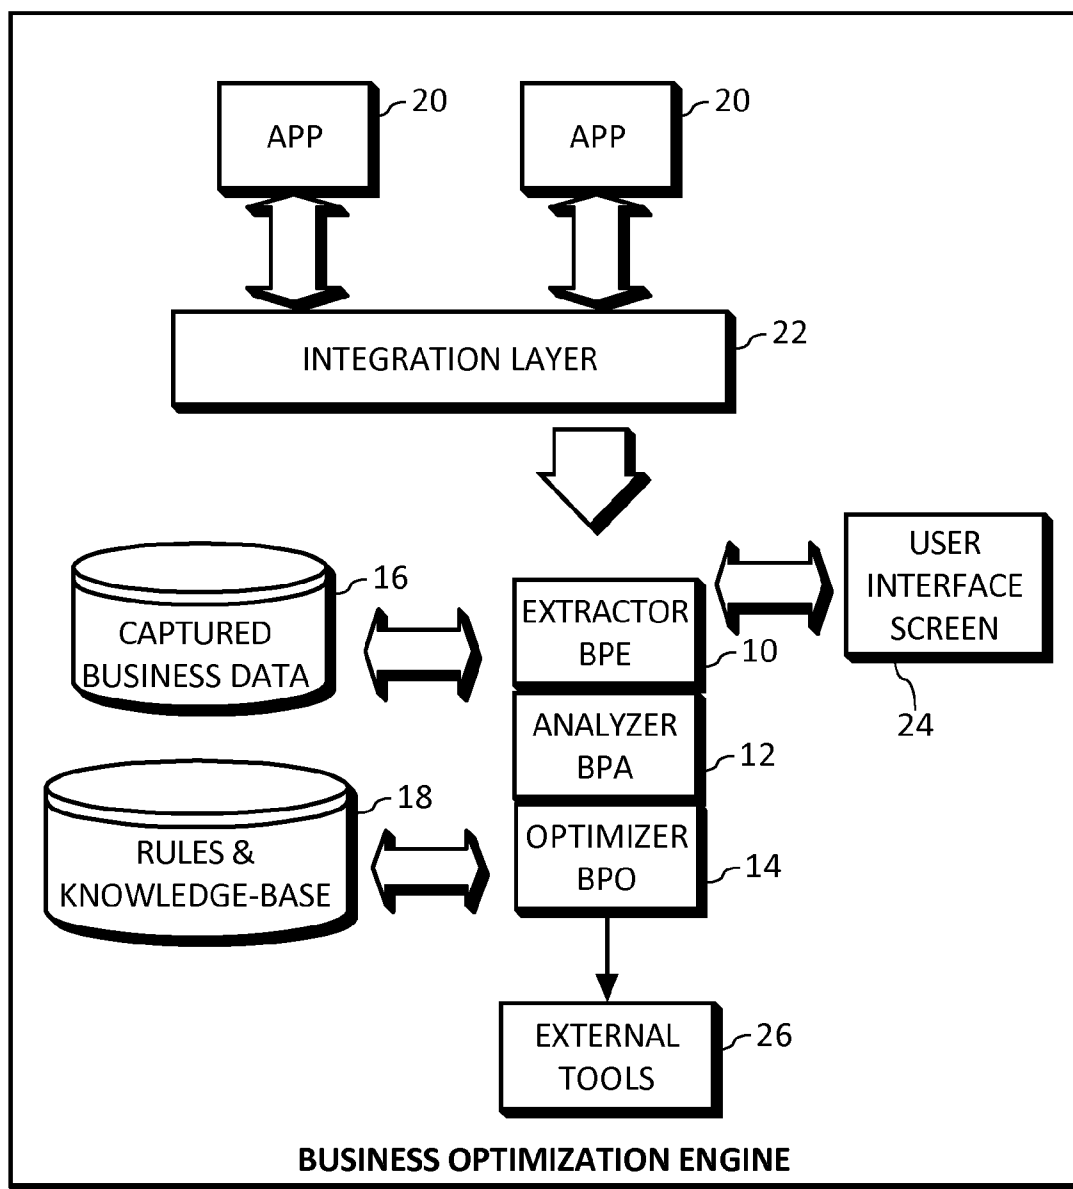 20
20
APP
APP
22
INTEGRATION LAYER
USER
INTERFACE
SCREEN
16
CAPTURED
BUSINESS DATA
EXTRACTOR
BPE
10
24
ANALYZER
BPA
12
18
RULES &
KNOWLEDGE-BASE
OPTIMIZER
BPO
14
EXTERNAL
TOOLS
26
BUSINESS OPTIMIZATION ENGINE